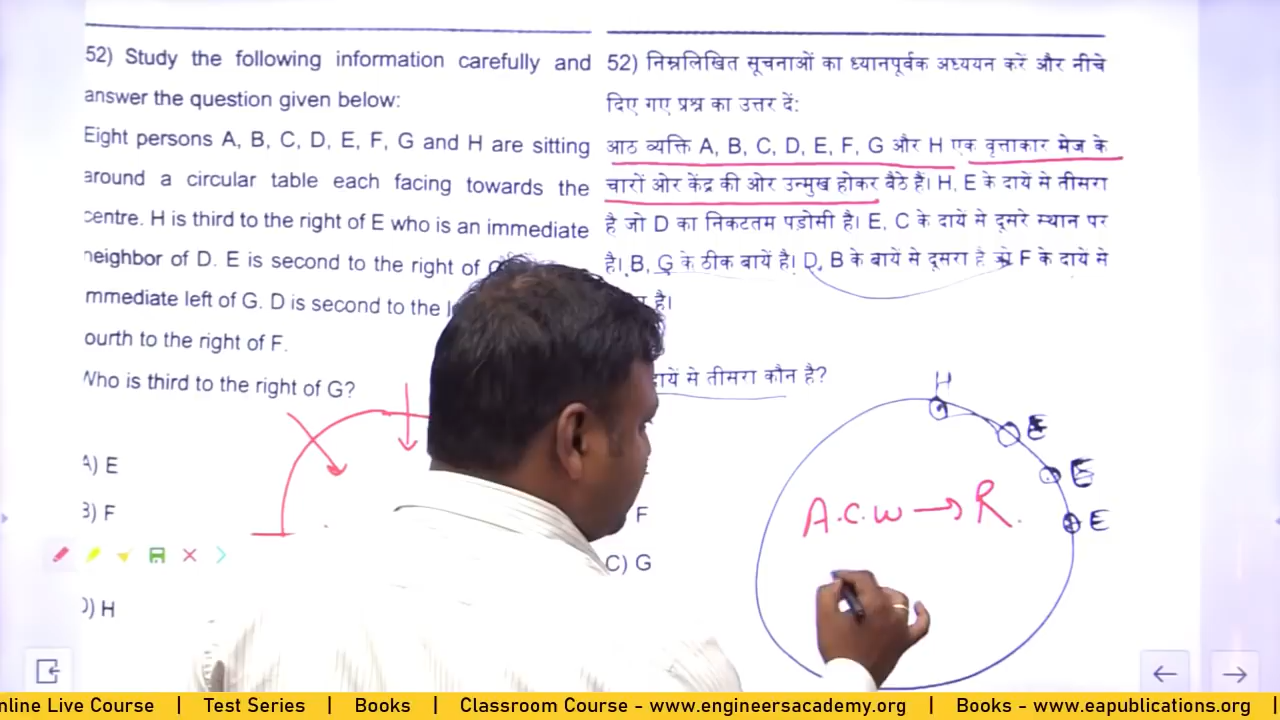 52) Study the following information carefully and
answer the question given below:
Eight persons A, B, C, D, E, F, G and H are sitting
around a circular table each facing towards the
centre. H is third to the right of E who is an immediate
neighbor of D. E is second to the right of
mmediate left of G. D is second to the
ourth to the right of F.
Who is third to the right of G?
A) E
B) F
D) H
52) निम्नलिखित सूचनाओं का ध्यानपूर्वक अध्ययन करें और नीचे
दिए गए प्रश्न का उत्तर दें:
आठ व्यक्ति A, B, C, D, E, F, G और H एक वृत्ताकार मेज के
चारों ओर केंद्र की ओर उन्मुख होकर बैठे हैं। H, E के दायें से तीसरा
है जो D का निकटतम पडोसी है। E, C के दायें से दूसरे स्थान पर
है। B, G के ठीक बायें है। D, B के बायें से दूसरा है जो F के दायें से
है।
दायें से तीसरा कौन है?
F
C) G
H
E
E
E
A.C.W → R.
nline Live Course | Test Series | Books | Classroom Course - www.engineersacademy.org | Books - www.eapublications.org |